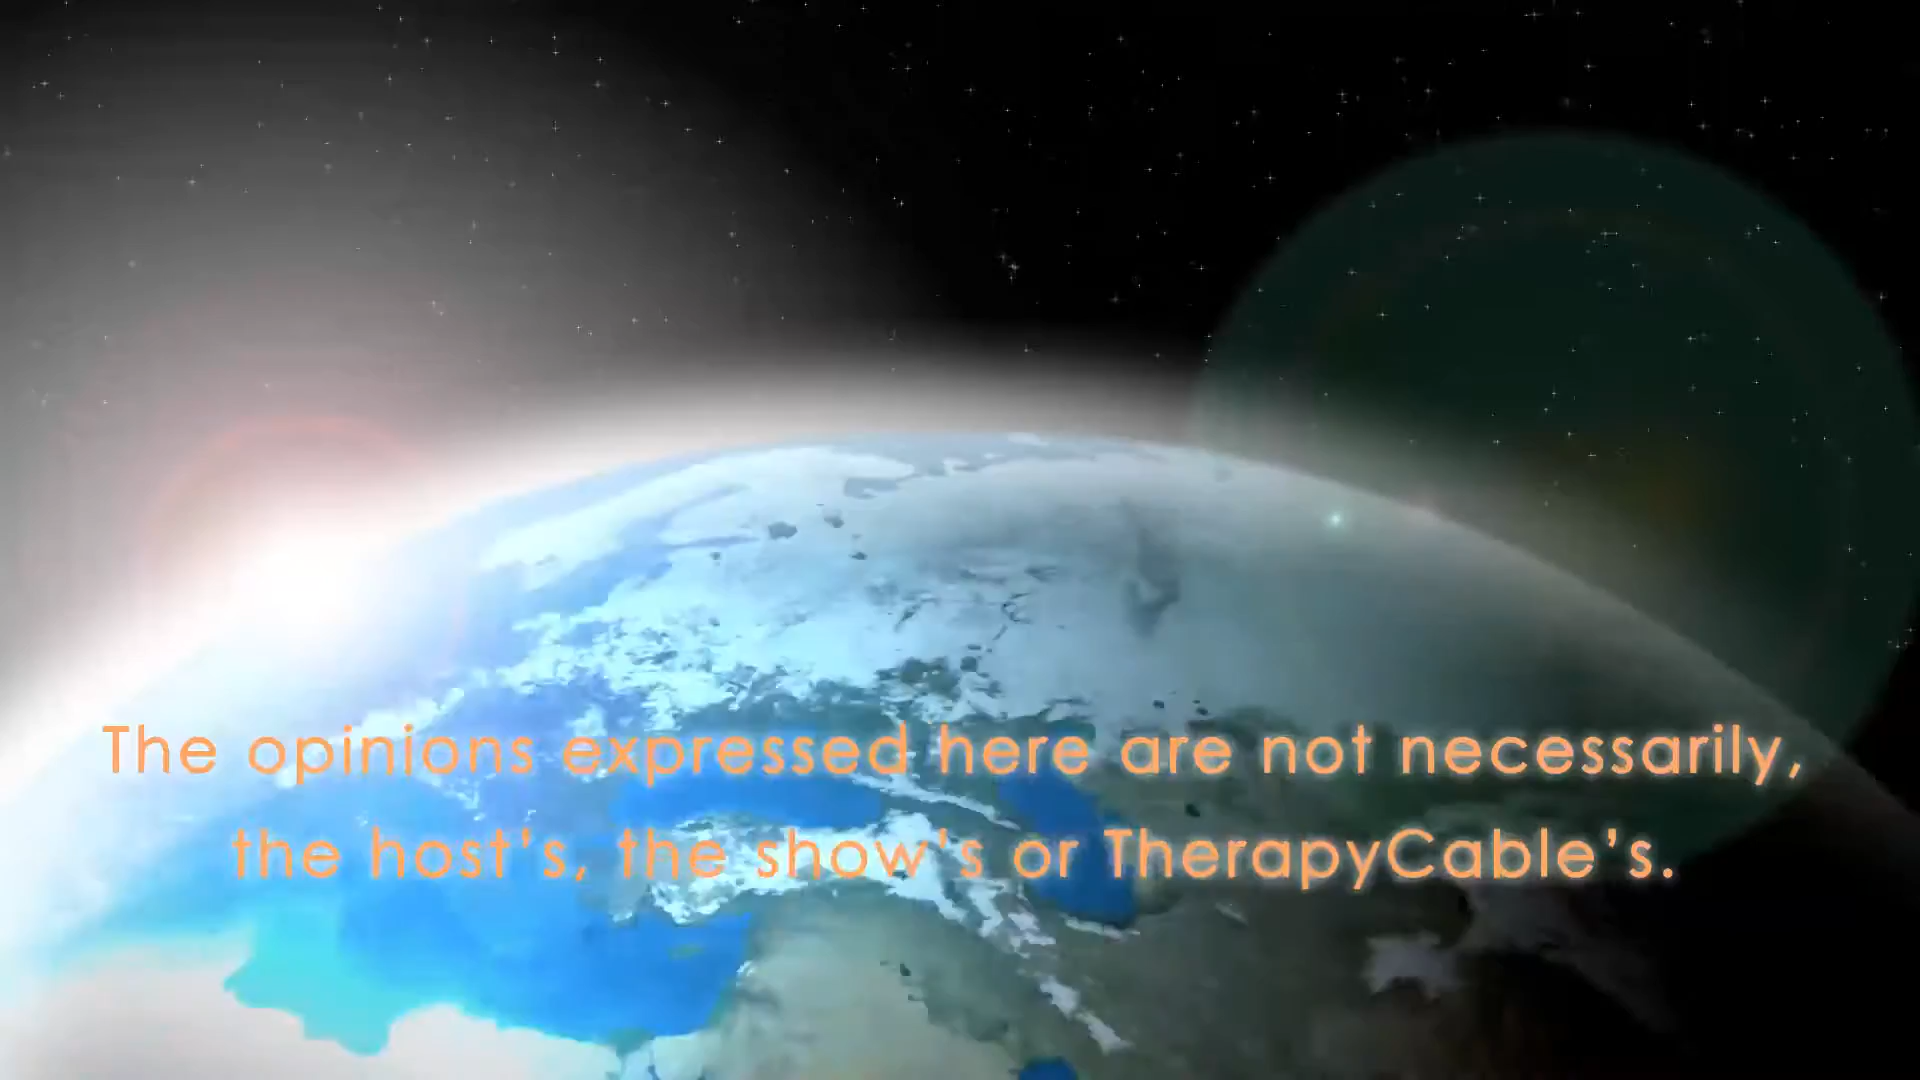 The opinions expressed here are not necessarily,
the host's, the show's or TherapyCable's.